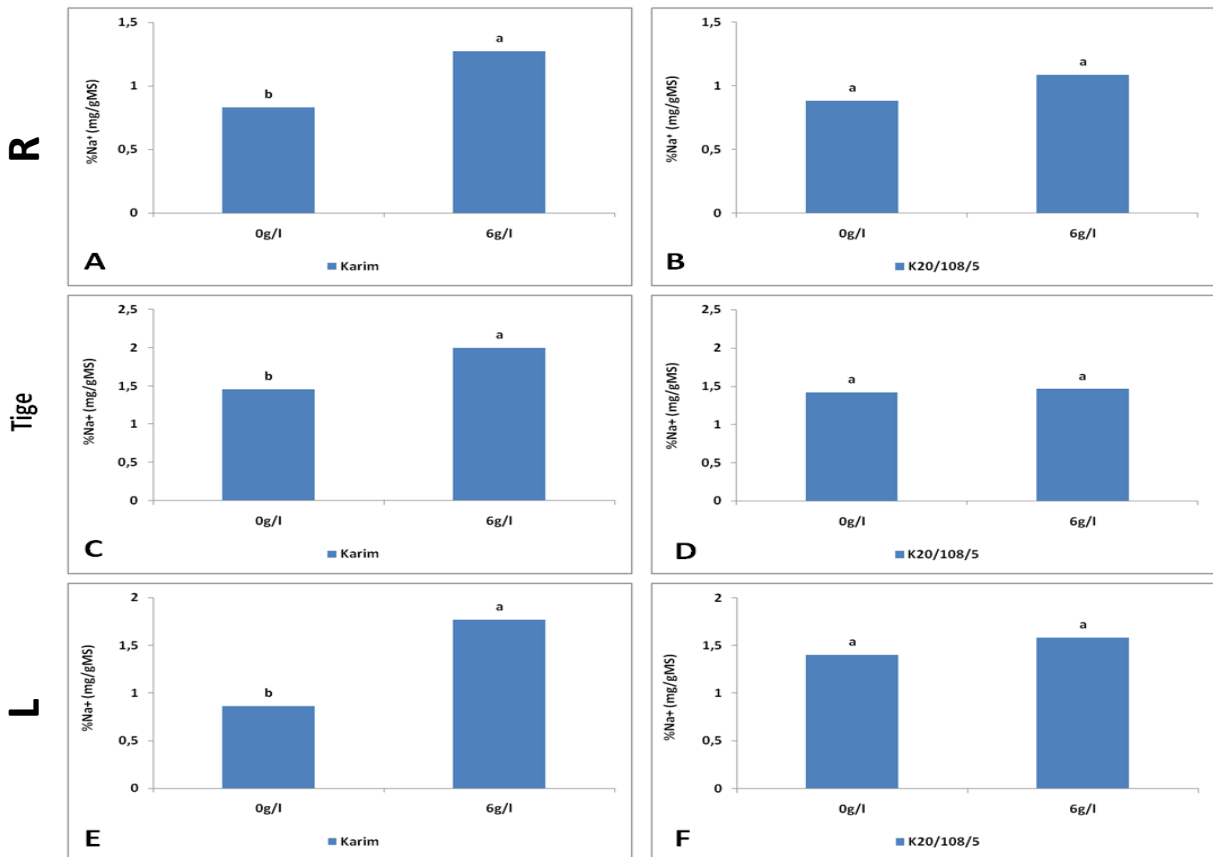 R
%Na⁺ (mg/gMS)
1,5
1
0,5
0
b
a
0g/l
6g/l
A
Karim
%Na⁺ (mg/gMS)
1,5
1
0,5
0
a
a
0g/l
6g/l
B
K20/108/5
Tige
%Na+ (mg/gMS)
2,5
2
1,5
1
0,5
0
b
a
0g/l
6g/l
C
Karim
%Na+ (mg/gMS)
2,5
2
1,5
1
0,5
0
a
a
0g/l
6g/l
D
K20/108/5
L
%Na+ (mg/gMS)
2
1,5
1
0,5
0
b
a
0g/l
6g/l
E
Karim
%Na+ (mg/gMS)
2
1,5
1
0,5
0
a
a
0g/l
6g/l
F
K20/108/5